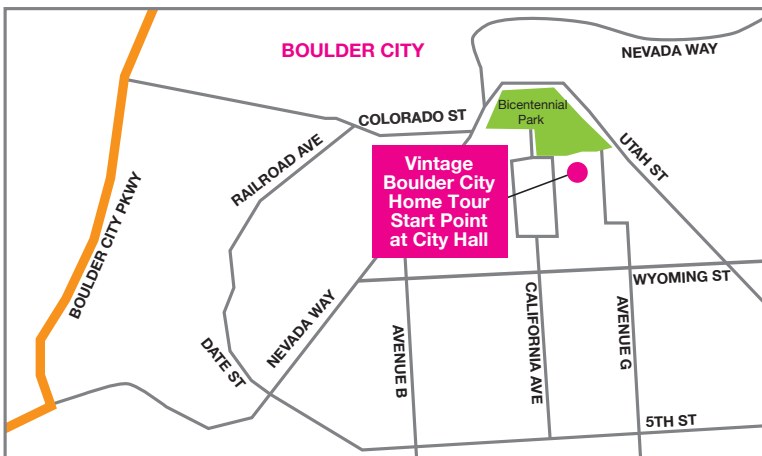 BOULDER CITY
NEVADA WAY
Bicentennial
Park
COLORADO ST
UTAH ST
RAILROAD AVE
Vintage
Boulder City
Home Tour
Start Point
at City Hall
BOULDER CITY PKWY
WYOMING ST
NEVADA WAY
CALIFORNIA AVE
AVENUE G
AVENUE B
DATE ST
5TH ST